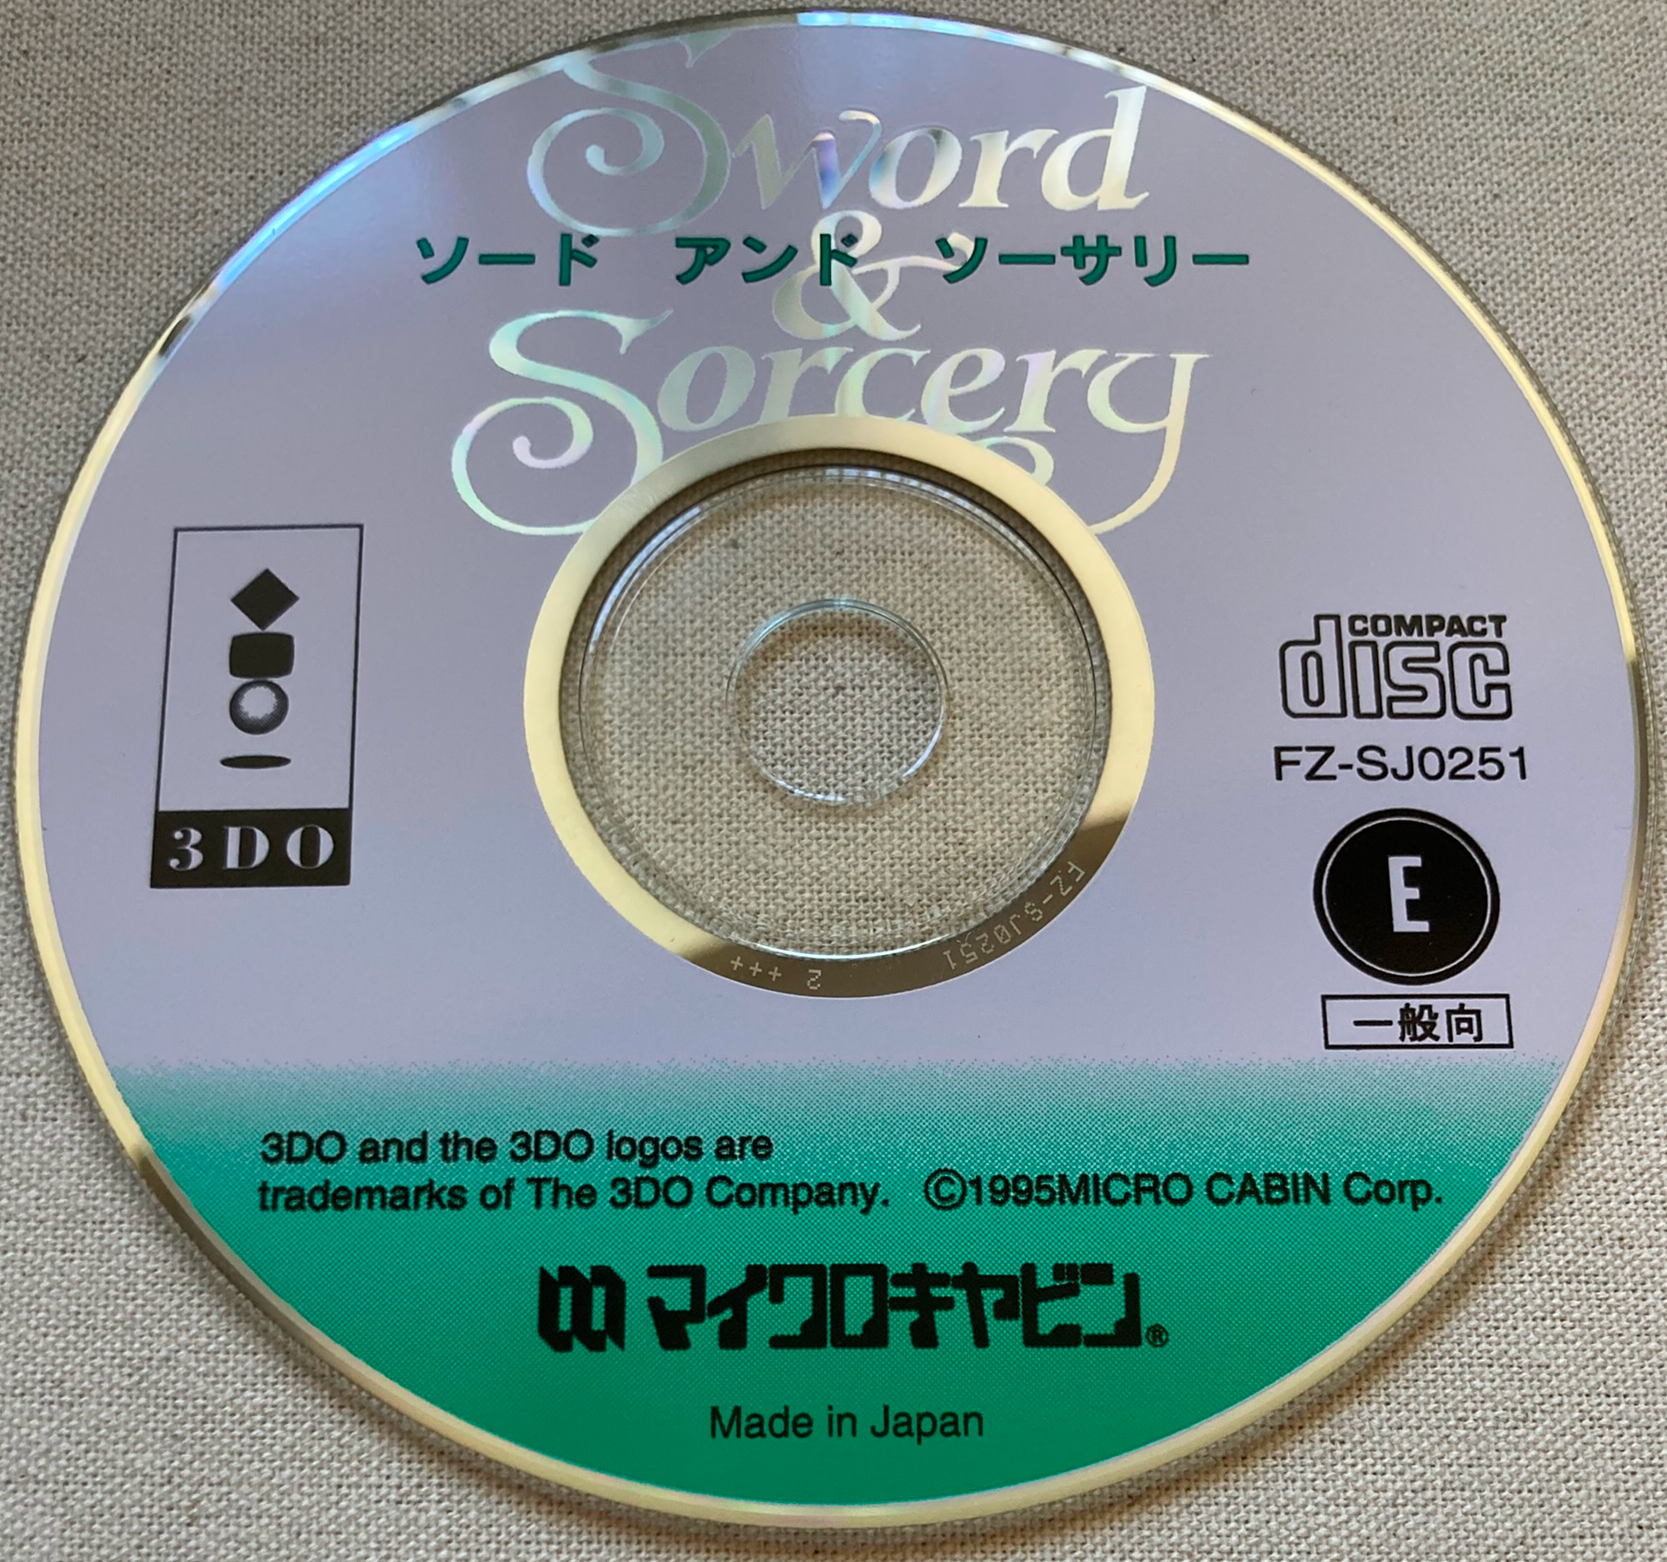 Sword
&
ソード アンド ソーサリー
Sorcery
3DO
COMPACT
disc
FZ-SJ0251
E
一般向
FZ-SJ0251 2 +++
3DO and the 3DO logos are
trademarks of The 3DO Company. ©1995MICRO CABIN Corp.
マイクロキャビン®
Made in Japan